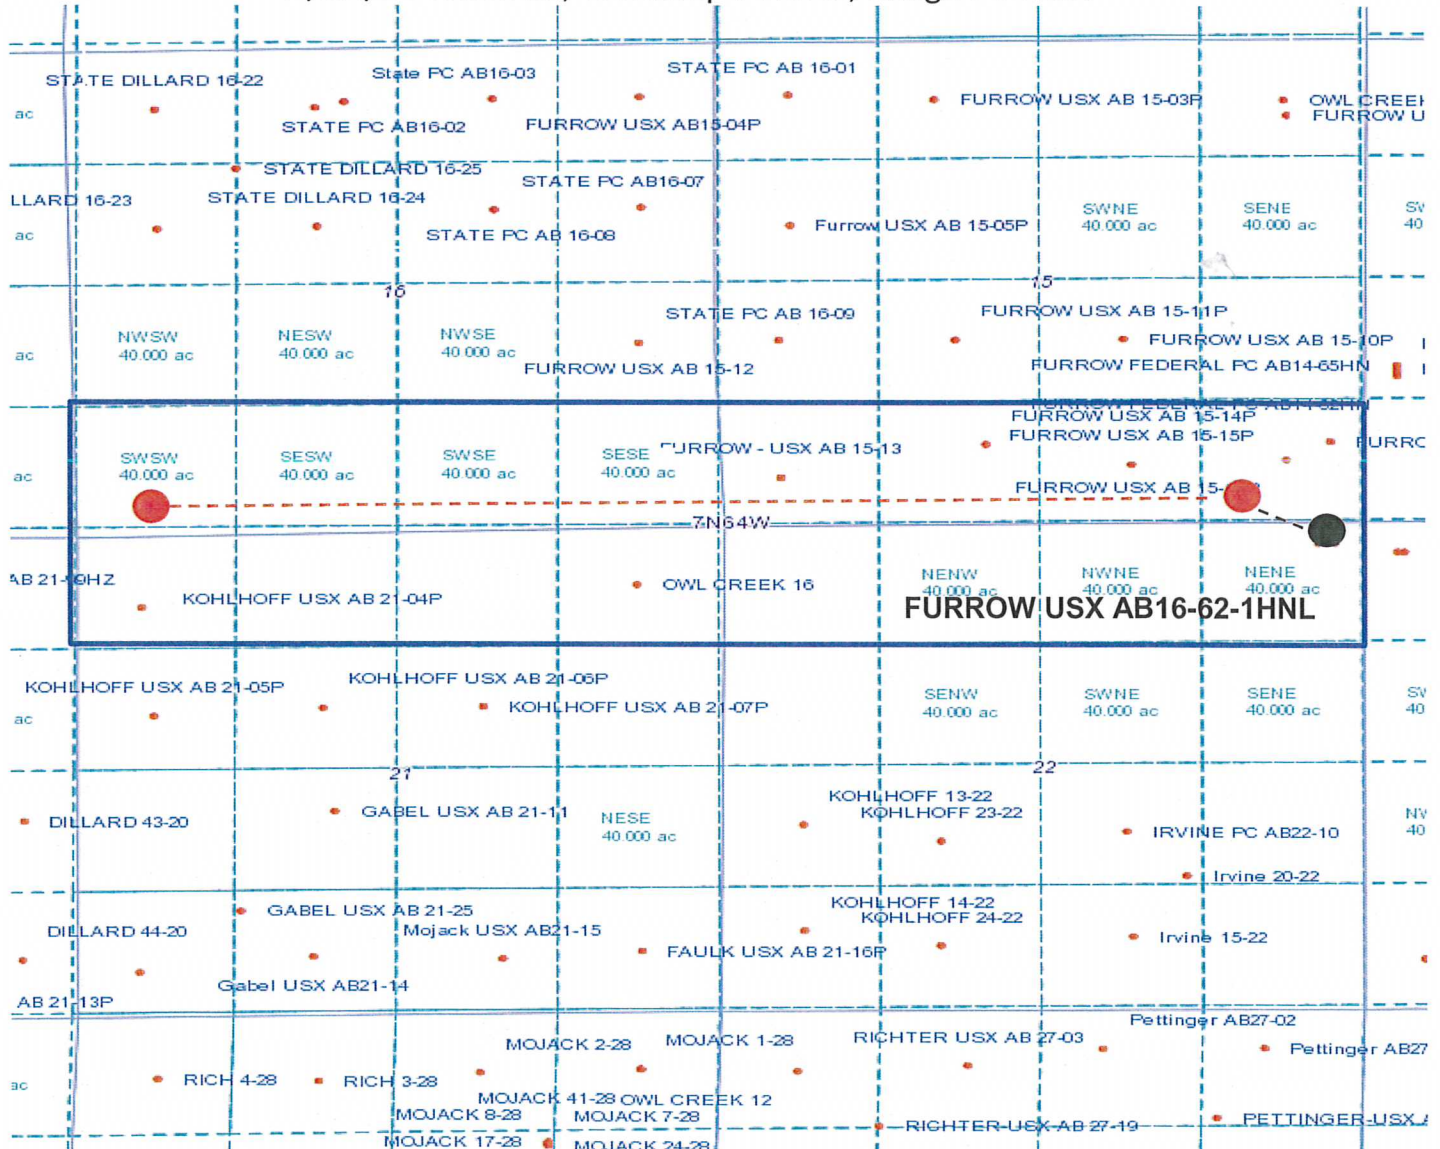 STATE DILLARD 16-22
State PC AB16-03
STATE PC AB 16-01
FURROW USX AB 15-03P
OWL CREEK
FURROW U
ac
STATE PC AB16-02
FURROW USX AB15-04P
STATE DILLARD 16-25
STATE PC AB16-07
LLARD 16-23
STATE DILLARD 16-24
STATE PC AB 16-08
Furrow USX AB 15-05P
SWNE
40.000 ac
SENE
40.000 ac
SV
40
ac
16
15
STATE PC AB 16-09
FURROW USX AB 15-11P
NWSW
40.000 ac
NESW
40.000 ac
NWSE
40.000 ac
FURROW USX AB 15-10P
ac
FURROW USX AB 15-12
FURROW FEDERAL PC AB14-65HN
FURROW USX AB 15-14P
FURROW USX AB 15-15P
FURRO
SWSW
40.000 ac
SESW
40.000 ac
SWSE
40.000 ac
SESE
40.000 ac
FURROW - USX AB 15-13
ac
FURROW USX AB 15-
7N64W
AB 21- 9HZ
KOHLHOFF USX AB 21-04P
OWL CREEK 16
NENW
40.000 ac
NWNE
40.000 ac
NENE
40.000 ac
FURROW USX AB16-62-1HNL
KOHLHOFF USX AB 21-05P
KOHLHOFF USX AB 21-06P
KOHLHOFF USX AB 21-07P
SENW
40.000 ac
SWNE
40.000 ac
SENE
40.000 ac
SV
40
ac
21
22
KOHLHOFF 13-22
KOHLHOFF 23-22
DILLARD 43-20
GABEL USX AB 21-11
NESE
40.000 ac
IRVINE PC AB22-10
NV
40
Irvine 20-22
GABEL USX AB 21-25
KOHLHOFF 14-22
KOHLHOFF 24-22
DILLARD 44-20
Mojack USX AB21-15
FAULK USX AB 21-16P
Irvine 15-22
Gabel USX AB21-14
AB 21-13P
Pettinger AB27-02
MOJACK 2-28
MOJACK 1-28
RICHTER USX AB 27-03
Pettinger AB27
ac
RICH 4-28
RICH 3-28
MOJACK 41-28
OWL CREEK 12
MOJACK 8-28
MOJACK 7-28
RICHTER-USX-AB 27-19
PETTINGER-USX A
MOJACK 17-28
MOJACK 24-28